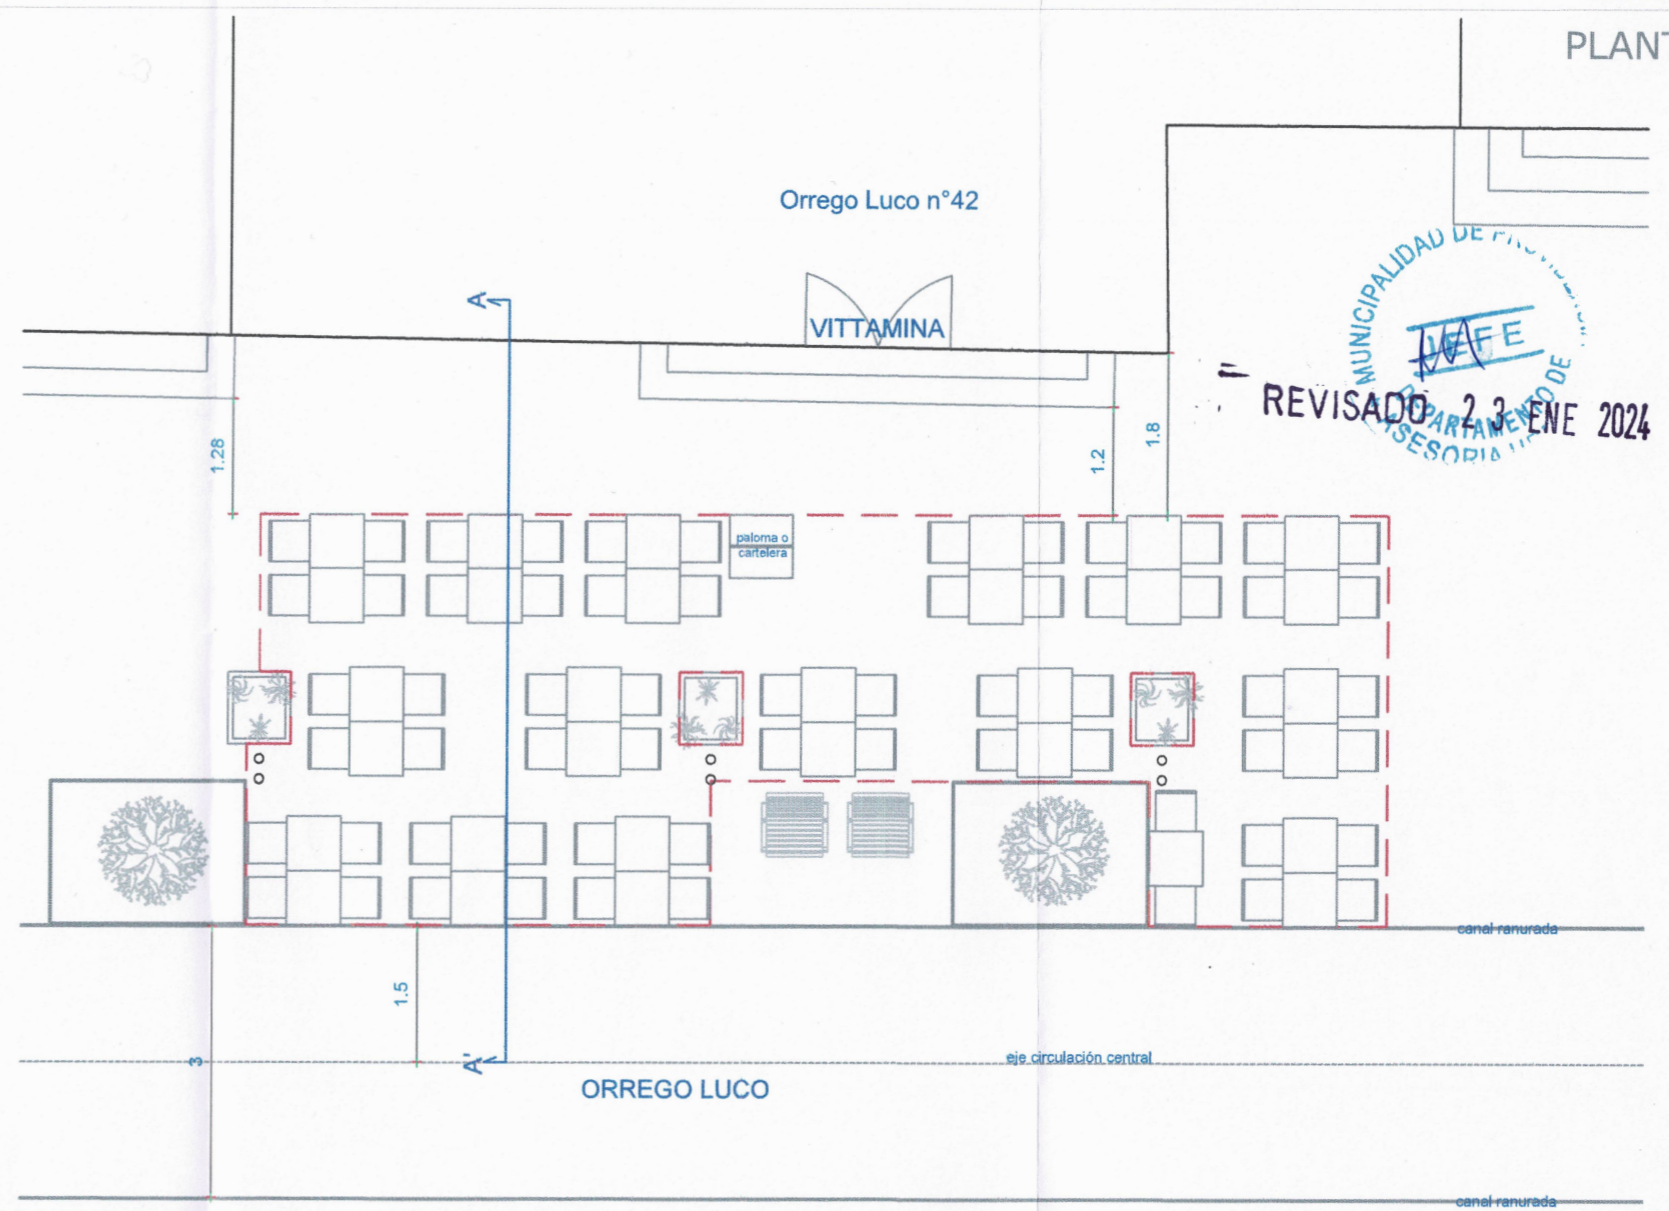 PLANT
Orrego Luco n°42
A
VITTAMINA
MUNICIPALIDAD DE
JEFE
DEPARTAMENTO DE
ASESORIA
REVISADO 23 ENE 2024
1.28
1.2
1.8
paloma o
cartelera
canal ranurada
1.5
3
A'
eje circulación central
ORREGO LUCO
canal ranurada